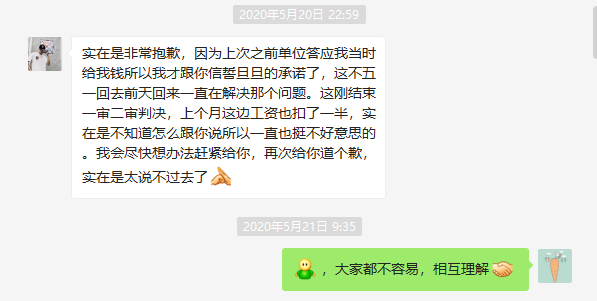 2020年5月20日 22:59
实在是非常抱歉，因为上次之前单位答应我当时
给我钱所以我才跟你信誓旦旦的承诺了，这不五
一回去前天回来一直在解决那个问题。这刚结束
一审二审判决，上个月这边工资也扣了一半，实
在是不知道怎么跟你说所以一直也挺不好意思的
。我会尽快想办法赶紧给你，再次给你道个歉，
实在是太说不过去了
2020年5月21日 9:35
，大家都不容易，相互理解